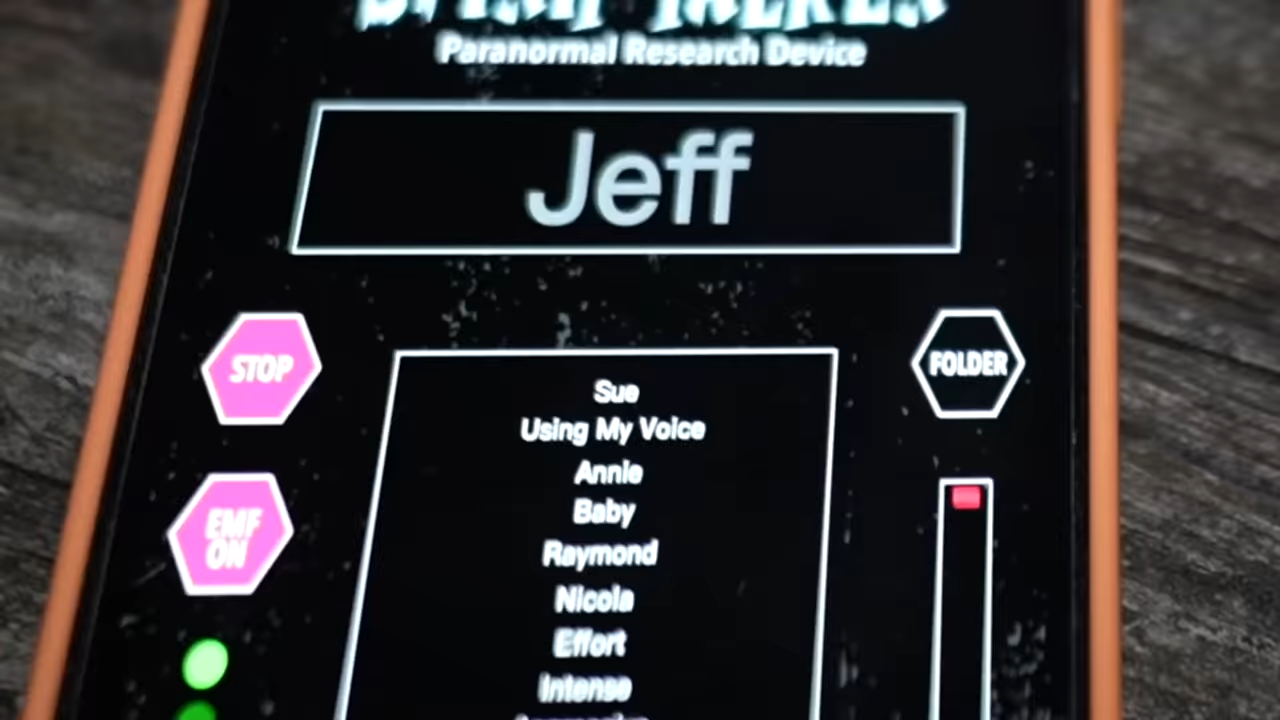 Paranormal Research Device
Jeff
STOP
FOLDER
Sue
Using My Voice
Annie
Baby
Raymond
EMF
ON
Nicola
Effort
Intense